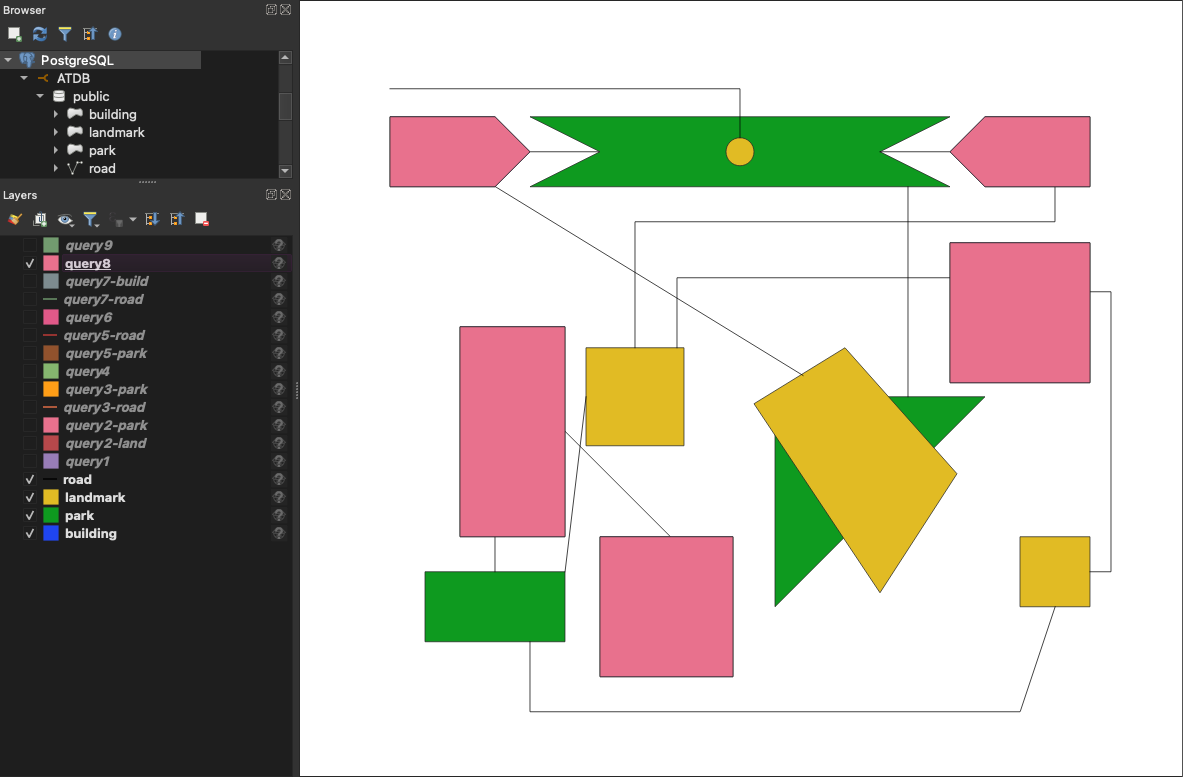 Browser
PostgreSQL
ATDB
public
building
landmark
park
road
Layers
query9
query8
query7-build
query7-road
query6
query5-road
query5-park
query4
query3-park
query3-road
query2-park
query2-land
query1
road
landmark
park
building